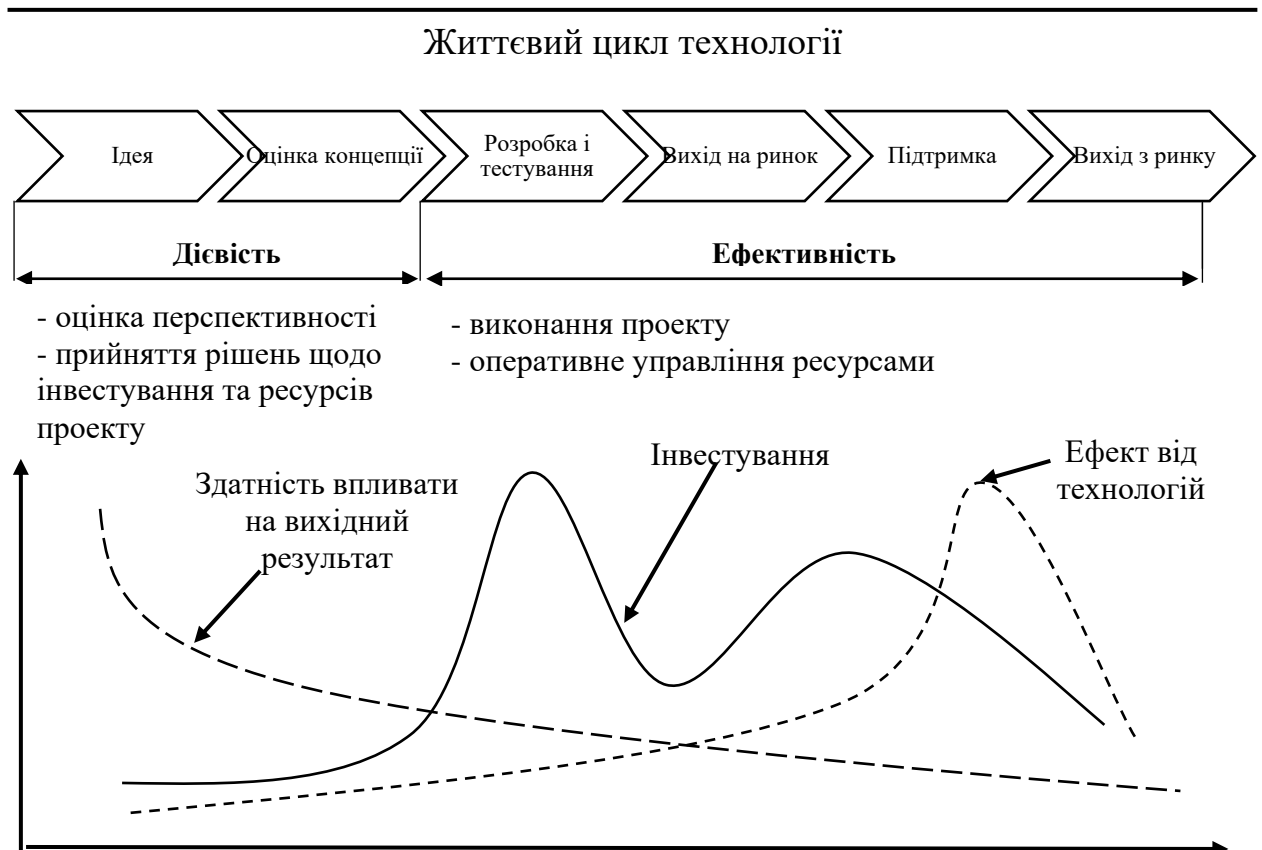 Життєвий цикл технології
Ідея
Оцінка концепції
Розробка і
тестування
Вихід на ринок
Підтримка
Вихід з ринку
Дієвість
Ефективність
- оцінка перспективності
- прийняття рішень щодо
інвестування та ресурсів
проекту
- виконання проекту
- оперативне управління ресурсами
Здатність впливати
на вихідний
результат
Інвестування
Ефект від
технологій